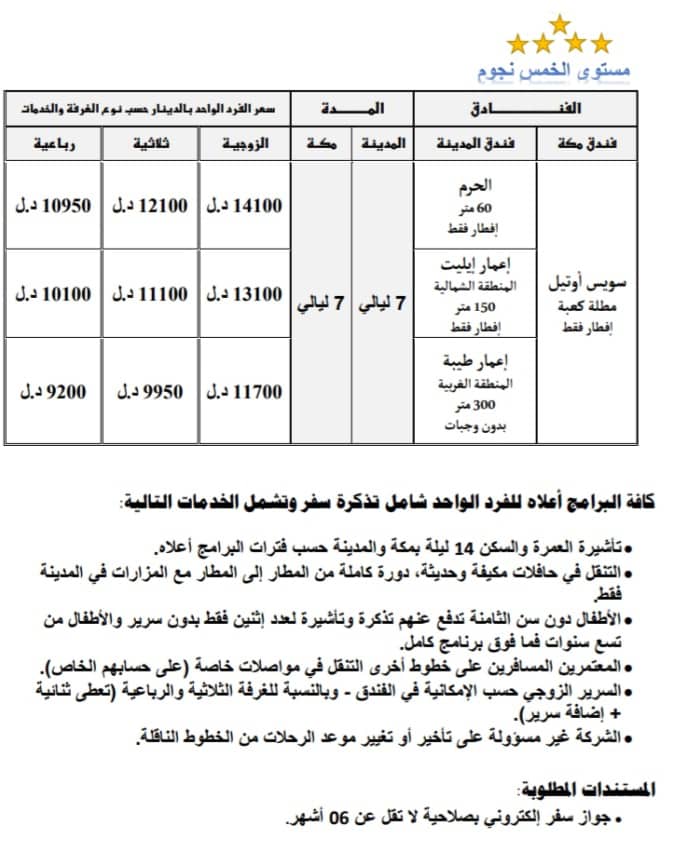 مستوى الخمس نجوم
الفنـــــادق
المـــــدة
سعر الفرد الواحد بالدينار حسب نوع الغرفة والخدمات
فندق مكة
فندق المدينة
المدينة
مكـة
الزوجية
ثلاثية
رباعية
سويس أوتيل
مطلة كعبة
إفطار فقط
7 ليالي
7 ليالي
الحرم
60 متر
إفطار فقط
14100 د.ل
12100 د.ل
10950 د.ل
إعمار إيليت
المنطقة الشمالية
150 متر
إفطار فقط
13100 د.ل
11100 د.ل
10100 د.ل
إعمار طيبة
المنطقة الغربية
300 متر
بدون وجبات
11700 د.ل
9950 د.ل
9200 د.ل
كافة البرامج أعلاه للفرد الواحد شامل تذكرة سفر وتشمل الخدمات التالية:
• تأشيرة العمرة والسكن 14 ليلة بمكة والمدينة حسب فترات البرامج أعلاه.
• التنقل في حافلات مكيفة وحديثة، دورة كاملة من المطار إلى المطار مع المزارات في المدينة
فقط.
• الأطفال دون سن الثامنة تدفع عنهم تذكرة وتأشيرة لعدد إثنين فقط بدون سرير والأطفال من
تسع سنوات فما فوق برنامج كامل.
• المعتمرين المسافرين على خطوط أخرى التنقل في مواصلات خاصة (على حسابهم الخاص).
• السرير الزوجي حسب الإمكانية في الفندق - وبالنسبة للغرفة الثلاثية والرباعية (تعطى ثنائية
+ إضافة سرير).
• الشركة غير مسؤولة على تأخير أو تغيير موعد الرحلات من الخطوط الناقلة.
المستندات المطلوبة:
• جواز سفر إلكتروني بصلاحية لا تقل عن 06 أشهر.